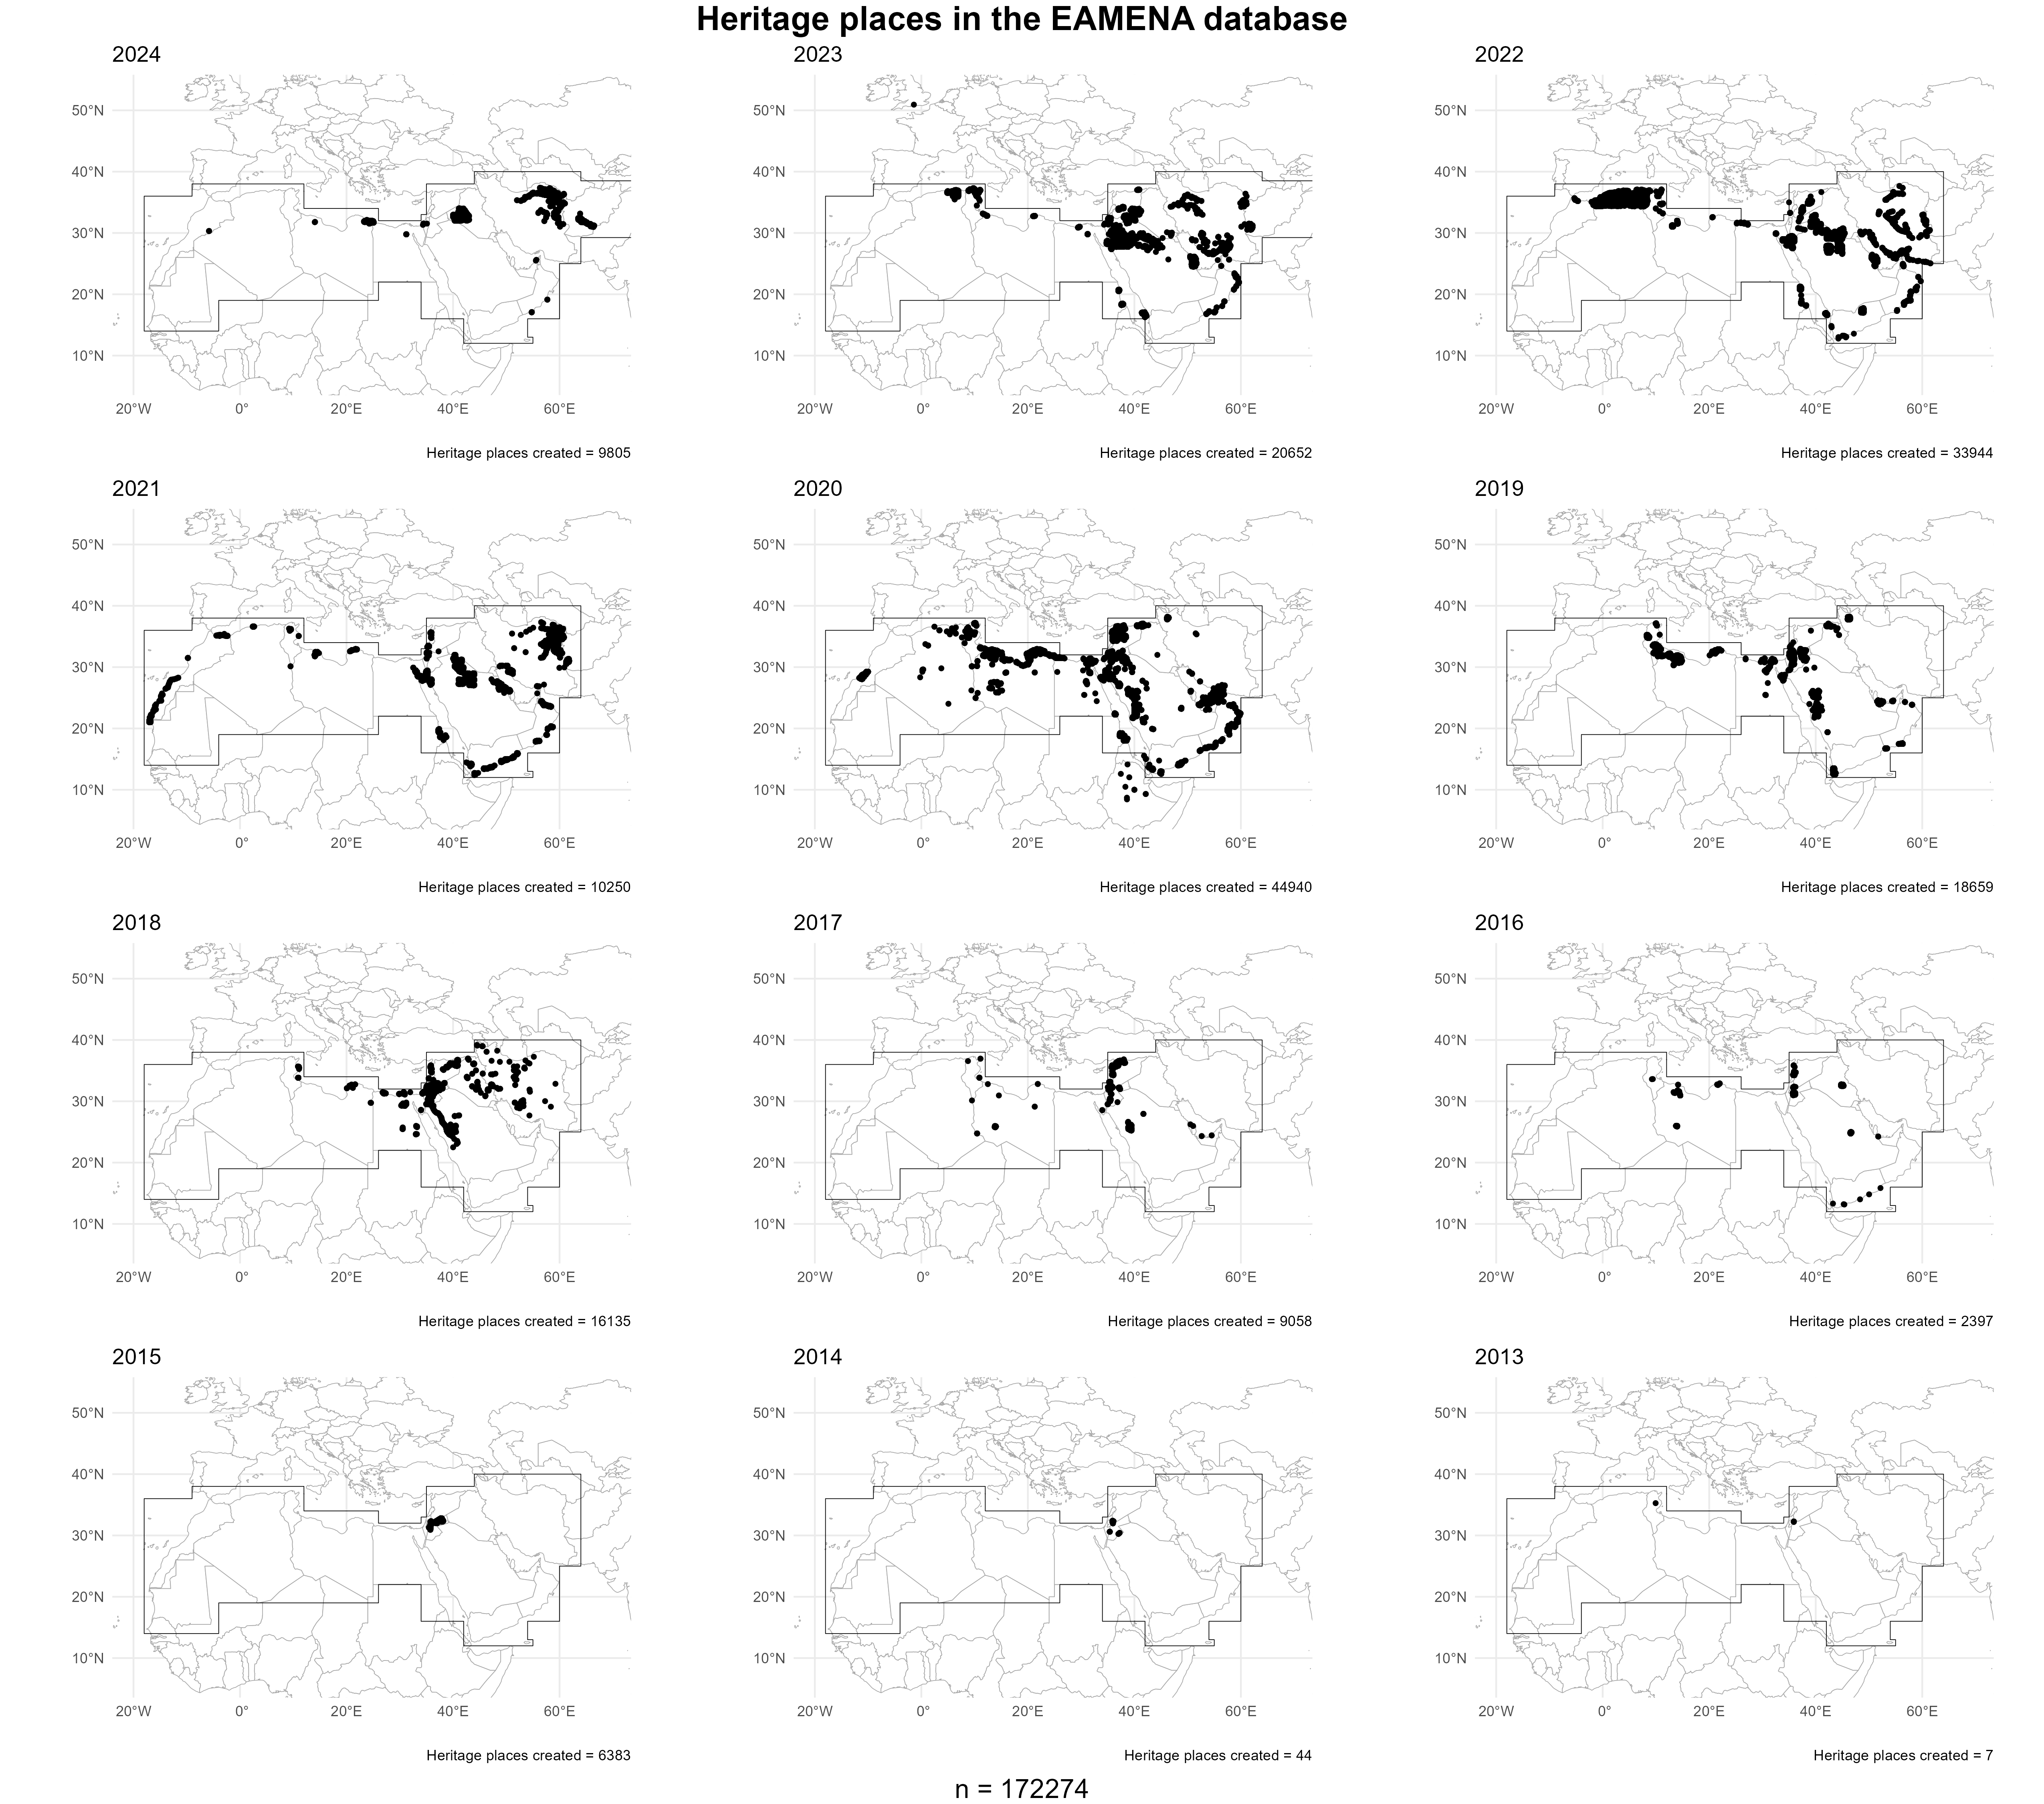 Heritage places in the EAMENA database
2024 2023 2022
50°N 50°N 50°N
40°N 40°N 40°N
30°N 30°N 30°N
20°N 20°N 20°N
10°N 10°N 10°N
20°W 0° 20°E 40°E 60°E 20°W 0° 20°E 40°E 60°E 20°W 0° 20°E 40°E 60°E
Heritage places created = 9805 Heritage places created = 20652 Heritage places created = 33944
2021 2020 2019
50°N 50°N 50°N
40°N 40°N 40°N
30°N 30°N 30°N
20°N 20°N 20°N
10°N 10°N 10°N
20°W 0° 20°E 40°E 60°E 20°W 0° 20°E 40°E 60°E 20°W 0° 20°E 40°E 60°E
Heritage places created = 10250 Heritage places created = 44940 Heritage places created = 18659
2018 2017 2016
50°N 50°N 50°N
40°N 40°N 40°N
30°N 30°N 30°N
20°N 20°N 20°N
10°N 10°N 10°N
20°W 0° 20°E 40°E 60°E 20°W 0° 20°E 40°E 60°E 20°W 0° 20°E 40°E 60°E
Heritage places created = 16135 Heritage places created = 9058 Heritage places created = 2397
2015 2014 2013
50°N 50°N 50°N
40°N 40°N 40°N
30°N 30°N 30°N
20°N 20°N 20°N
10°N 10°N 10°N
20°W 0° 20°E 40°E 60°E 20°W 0° 20°E 40°E 60°E 20°W 0° 20°E 40°E 60°E
Heritage places created = 6383 Heritage places created = 44 Heritage places created = 7
n = 172274